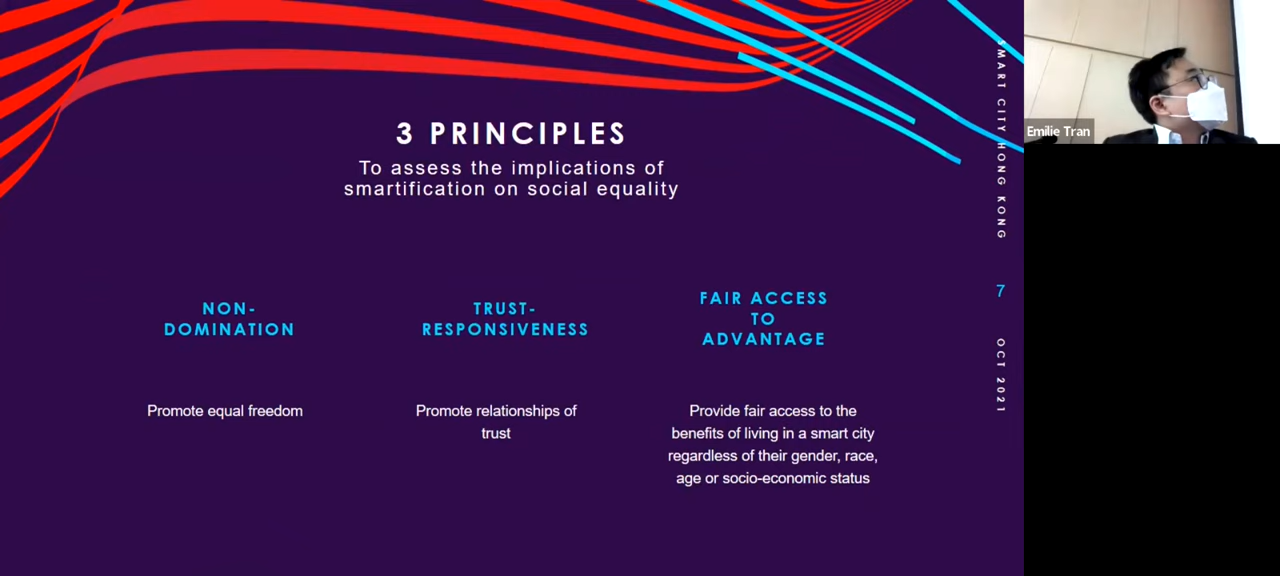 3 PRINCIPLES
To assess the implications of
smartification on social equality
NON-
DOMINATION
Promote equal freedom
TRUST-
RESPONSIVENESS
Promote relationships of
trust
FAIR ACCESS
TO
ADVANTAGE
Provide fair access to the
benefits of living in a smart city
regardless of their gender, race,
age or socio-economic status
SMART CITY HONG KONG
7
OCT 2021
Emilie Tran